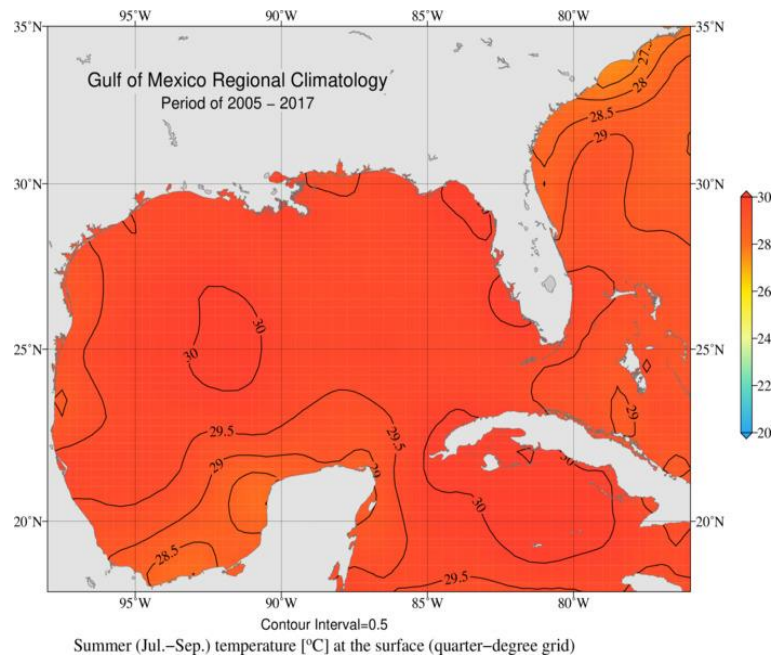 95°W 90°W 85°W 80°W
35°N 35°N
Gulf of Mexico Regional Climatology
Period of 2005 − 2017
27
28
28.5
29
30°N 30°N
30
28
26
24
22
20
30
30
25°N 25°N
29
29.5
29.5
29
29
30
30
20°N 20°N
28.5
29.5
95°W 90°W 85°W 80°W
Contour Interval=0.5
Summer (Jul.−Sep.) temperature [°C] at the surface (quarter−degree grid)